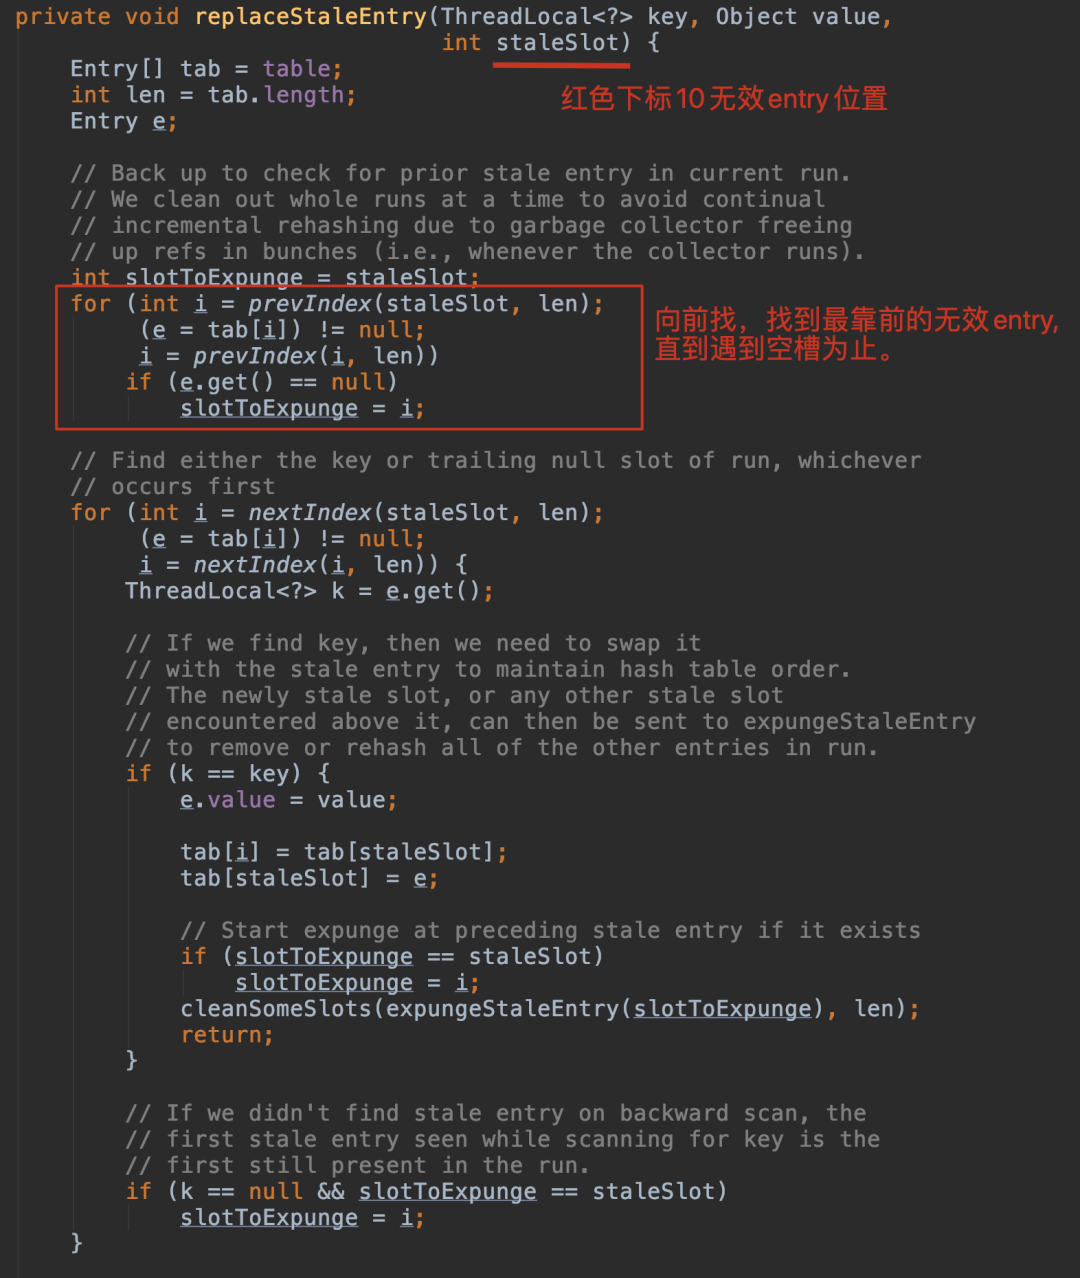 private void replaceStaleEntry(ThreadLocal<?> key, Object value,
int staleSlot) {
Entry[] tab = table;
int len = tab.length;
红色下标10无效entry位置
Entry e;
// Back up to check for prior stale entry in current run.
// We clean out whole runs at a time to avoid continual
// incremental rehashing due to garbage collector freeing
// up refs in bunches (i.e., whenever the collector runs).
int slotToExpunge = staleSlot;
for (int i = prevIndex(staleSlot, len);
(e = tab[i]) != null;
i = prevIndex(i, len))
if (e.get() == null)
slotToExpunge = i;
向前找，找到最靠前的无效entry,
直到遇到空槽为止。
// Find either the key or trailing null slot of run, whichever
// occurs first
for (int i = nextIndex(staleSlot, len);
(e = tab[i]) != null;
i = nextIndex(i, len)) {
ThreadLocal<?> k = e.get();
// If we find key, then we need to swap it
// with the stale entry to maintain hash table order.
// The newly stale slot, or any other stale slot
// encountered above it, can then be sent to expungeStaleEntry
// to remove or rehash all of the other entries in run.
if (k == key) {
e.value = value;
tab[i] = tab[staleSlot];
tab[staleSlot] = e;
// Start expunge at preceding stale entry if it exists
if (slotToExpunge == staleSlot)
slotToExpunge = i;
cleanSomeSlots(expungeStaleEntry(slotToExpunge), len);
return;
}
// If we didn't find stale entry on backward scan, the
// first stale entry seen while scanning for key is the
// first still present in the run.
if (k == null && slotToExpunge == staleSlot)
slotToExpunge = i;
}